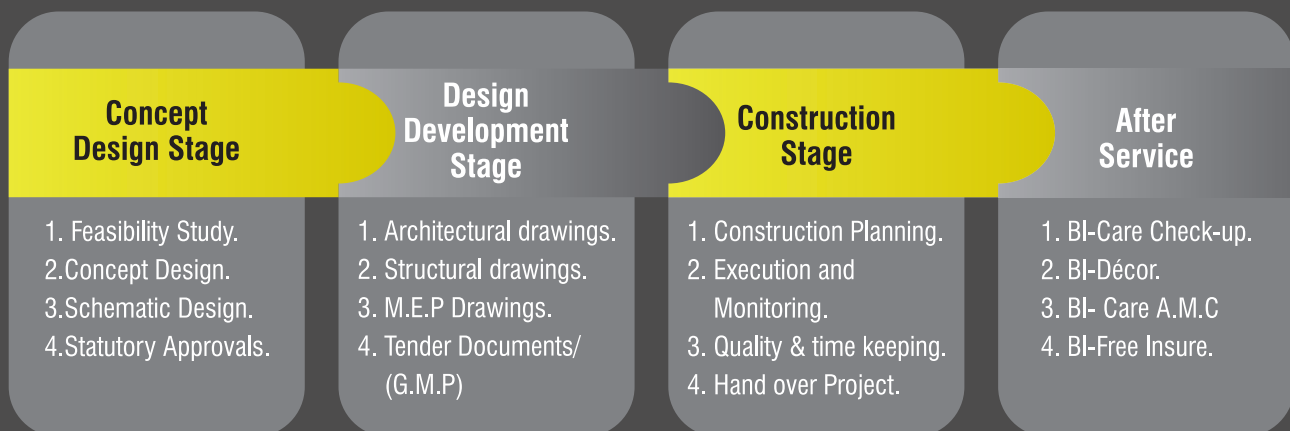 Concept
Design Stage
1. Feasibility Study.
2.Concept Design.
3.Schematic Design.
4.Statutory Approvals.
Design
Development
Stage
1. Architectural drawings.
2. Structural drawings.
3. M.E.P Drawings.
4. Tender Documents/
(G.M.P)
Construction
Stage
1. Construction Planning.
2. Execution and
Monitoring.
3. Quality & time keeping.
4. Hand over Project.
After
Service
1. BI-Care Check-up.
2. BI-Décor.
3. BI- Care A.M.C
4. BI-Free Insure.